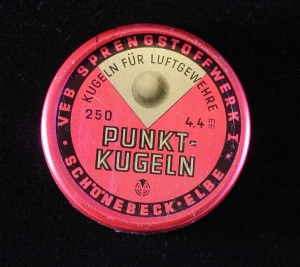 VEB SPRENGSTOFFWERK I
KUGELN FÜR LUFTGEWEHRE
250
4,4 mm
PUNKT-
KUGELN
SCHÖNEBECK-ELBE